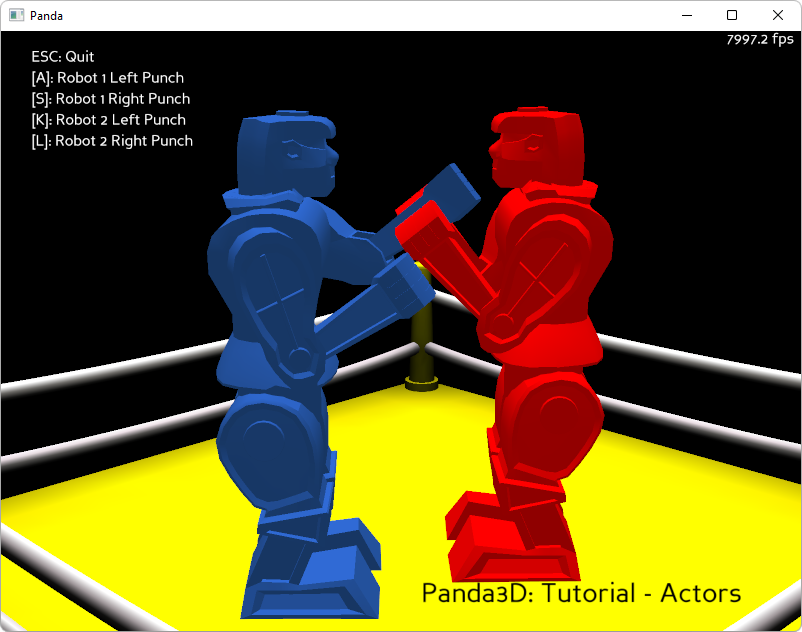 Panda
7997.2 fps
ESC: Quit
[A]: Robot 1 Left Punch
[S]: Robot 1 Right Punch
[K]: Robot 2 Left Punch
[L]: Robot 2 Right Punch
Panda3D: Tutorial - Actors